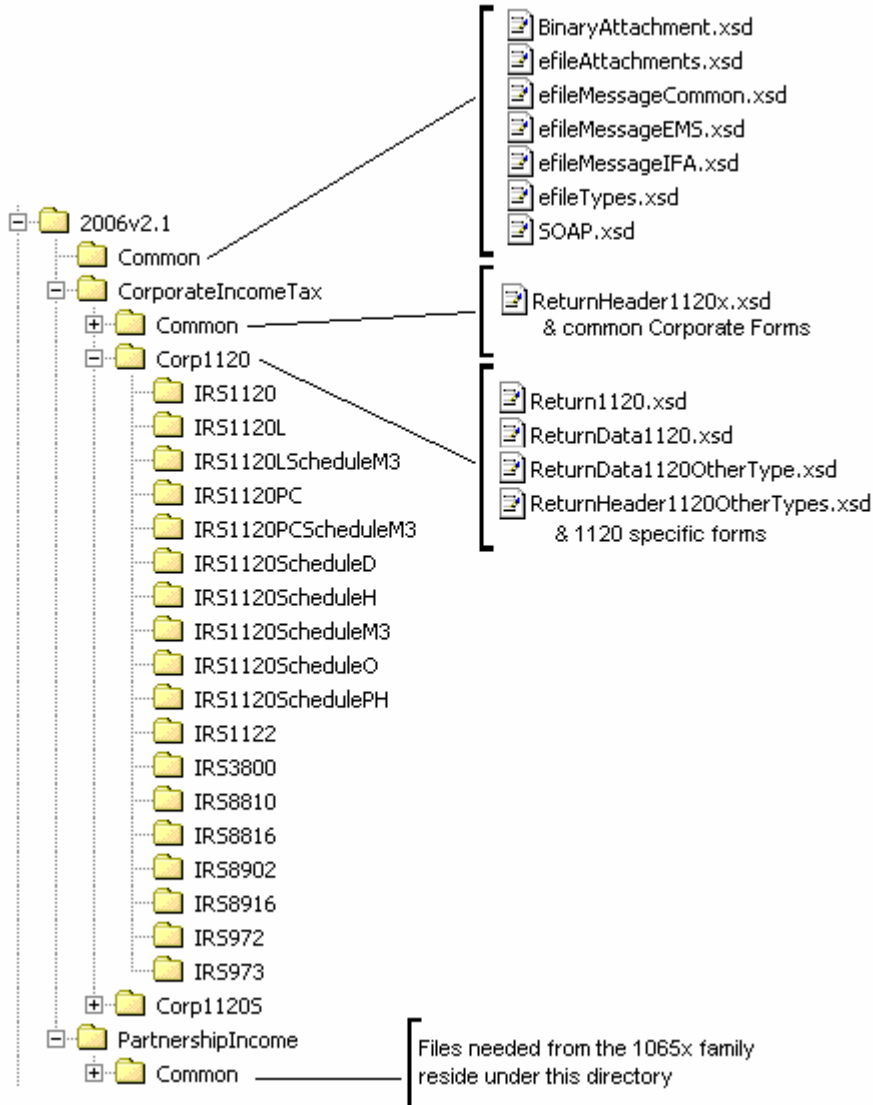 BinaryAttachment.xsd
efileAttachments.xsd
efileMessageCommon.xsd
efileMessageEMS.xsd
efileMessageIFA.xsd
efileTypes.xsd
SOAP.xsd
2006v2.1
Common
CorporateIncomeTax
Common
ReturnHeader1120x.xsd
& common Corporate Forms
Corp1120
IRS1120
IRS1120L
IRS1120LScheduleM3
IRS1120PC
IRS1120PCScheduleM3
IRS1120ScheduleD
IRS1120ScheduleH
IRS1120ScheduleM3
IRS1120ScheduleO
IRS1120SchedulePH
IRS1122
IRS3800
IRS8810
IRS8816
IRS8902
IRS8916
IRS972
IRS973
Return1120.xsd
ReturnData1120.xsd
ReturnData1120OtherType.xsd
ReturnHeader1120OtherTypes.xsd
& 1120 specific forms
Corp1120S
PartnershipIncome
Common
Files needed from the 1065x family
reside under this directory